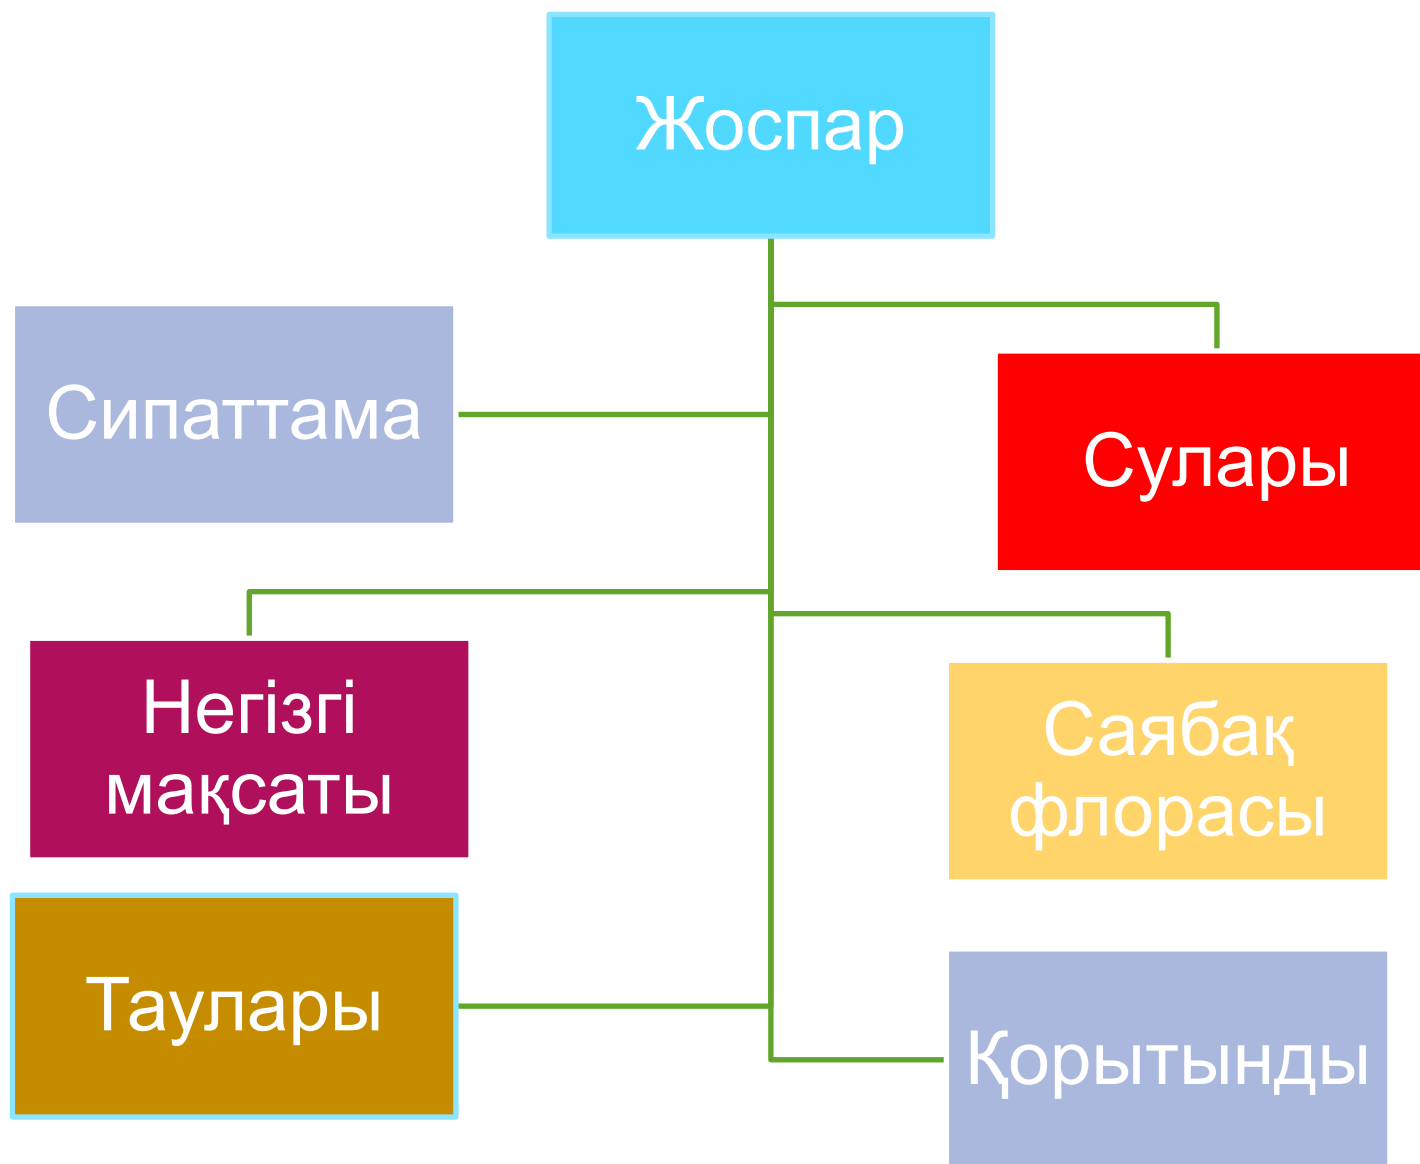 Жоспар
Сипаттама
Сулары
Негізгі
мақсаты
Саябақ
флорасы
Таулары
Қорытынды